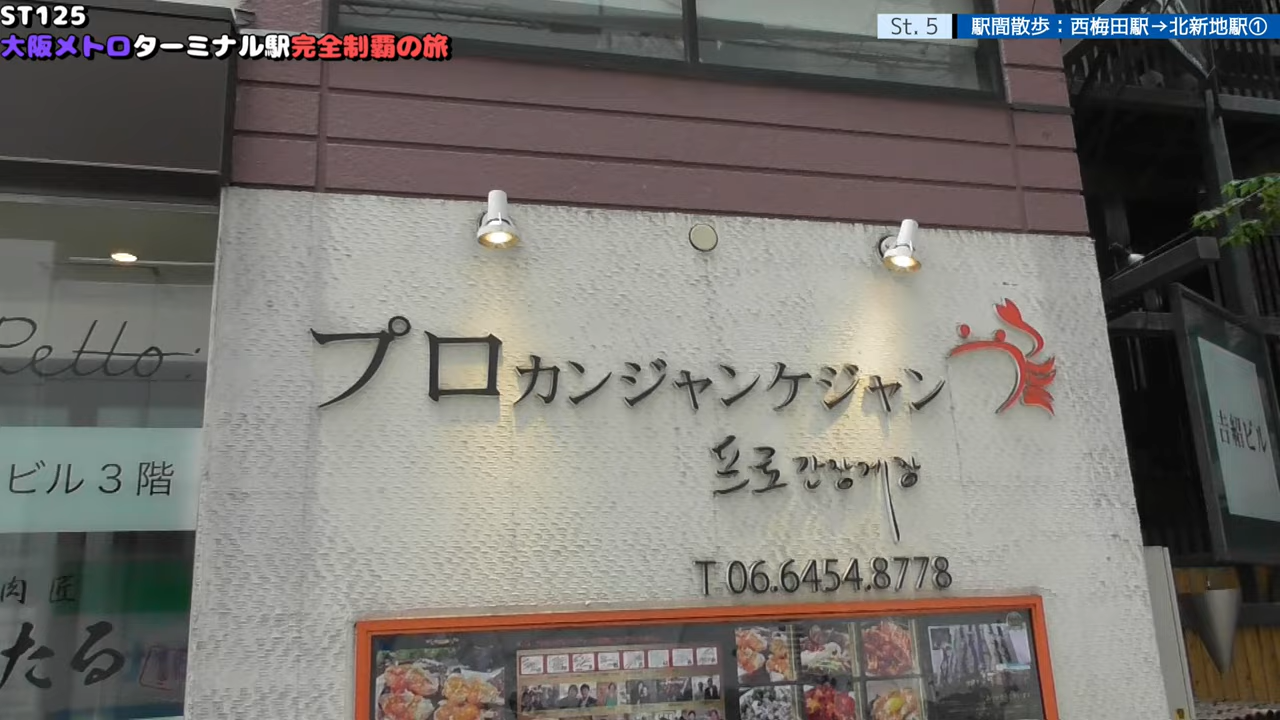 ST125
大阪メトロターミナル駅完全制覇の旅
St. 5
駅間散歩：西梅田駅→北新地駅①
プロカンジャンケジャン
프로간장게장
T 06.6454.8778
Petto
ビル3階
肉匠
たる
吉紹ビル